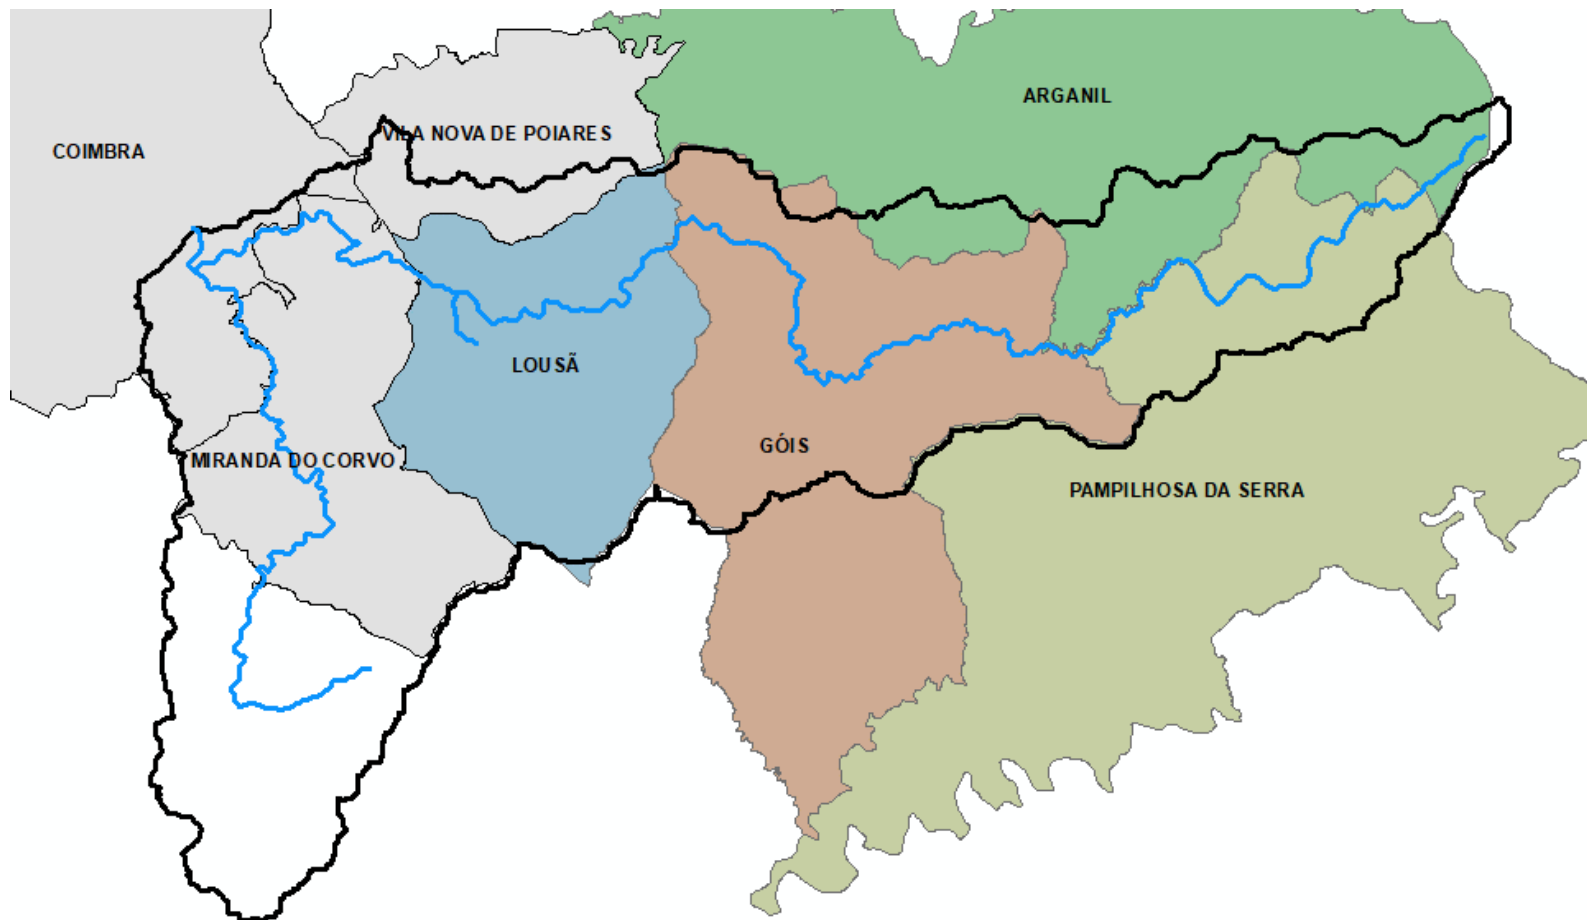 ARGANIL
VILA NOVA DE POIARES
COIMBRA
LOUSÃ
GÓIS
MIRANDA DO CORVO
PAMPILHOSA DA SERRA